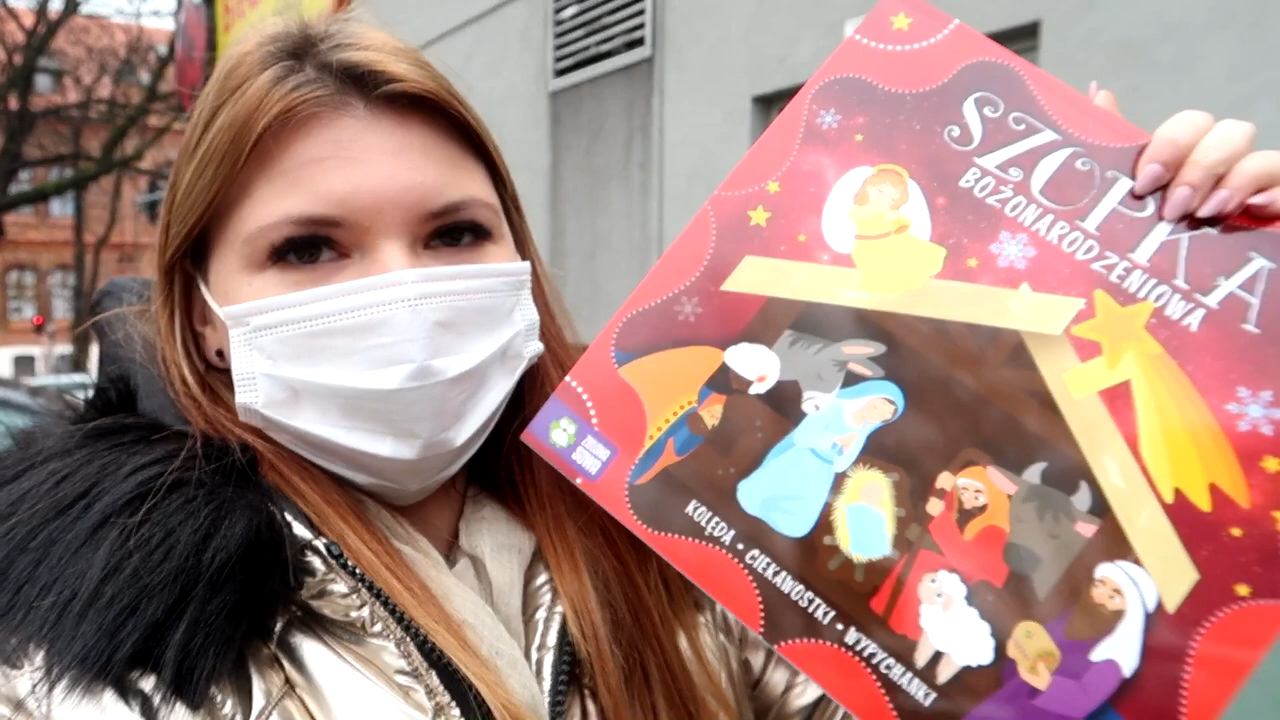 SZOPKA
BOŻONARODZENIOWA
ZIELONA
SOWA
KOLĘDA • CIEKAWOSTKI • WYPYCHANKI